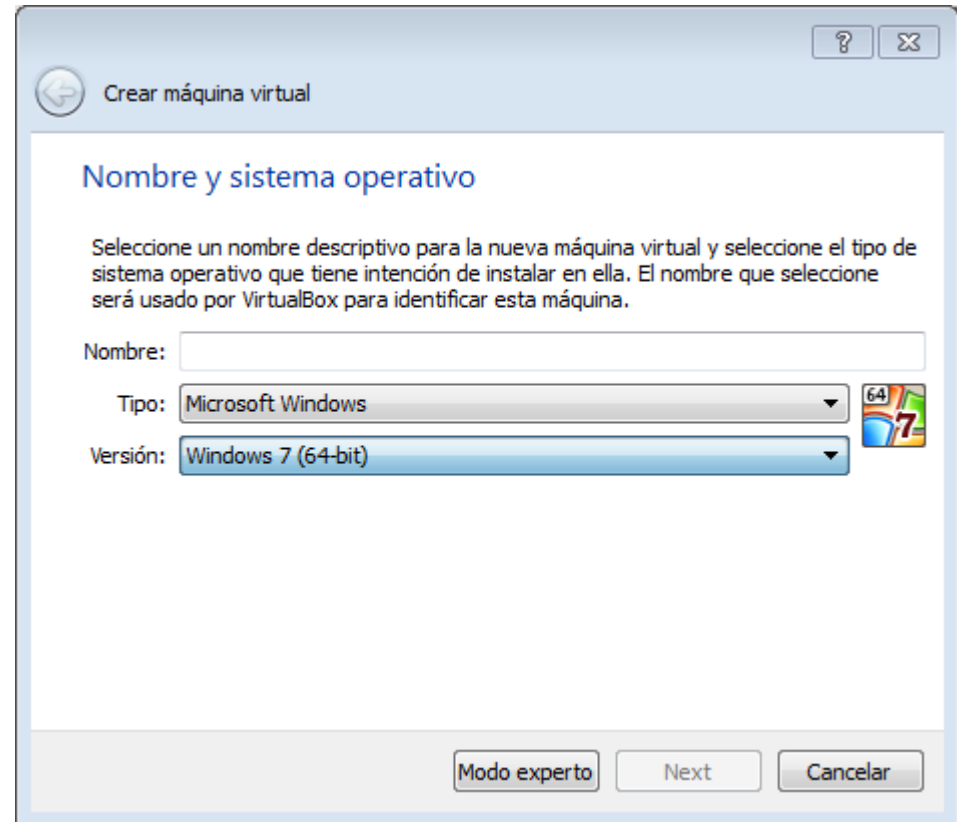 Crear máquina virtual
Nombre y sistema operativo
Seleccione un nombre descriptivo para la nueva máquina virtual y seleccione el tipo de
sistema operativo que tiene intención de instalar en ella. El nombre que seleccione
será usado por VirtualBox para identificar esta máquina.
Nombre:
Tipo: Microsoft Windows
64
7
Versión: Windows 7 (64-bit)
Modo experto Next Cancelar